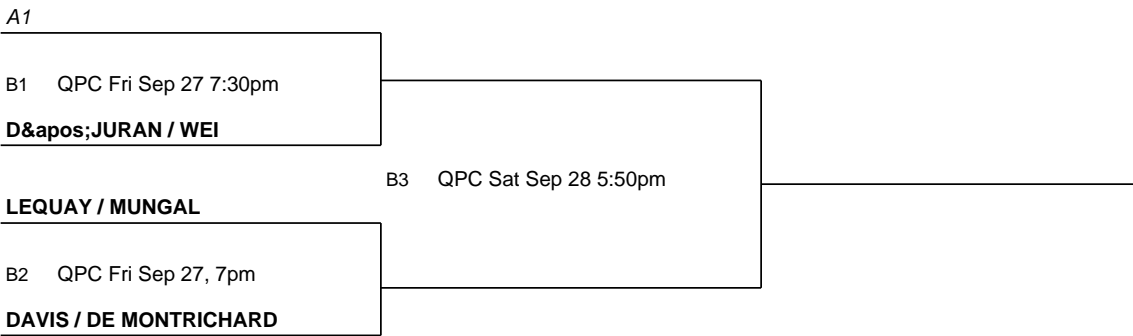 A1
B1 QPC Fri Sep 27 7:30pm
D&apos;JURAN / WEI
B3 QPC Sat Sep 28 5:50pm
LEQUAY / MUNGAL
B2 QPC Fri Sep 27, 7pm
DAVIS / DE MONTRICHARD